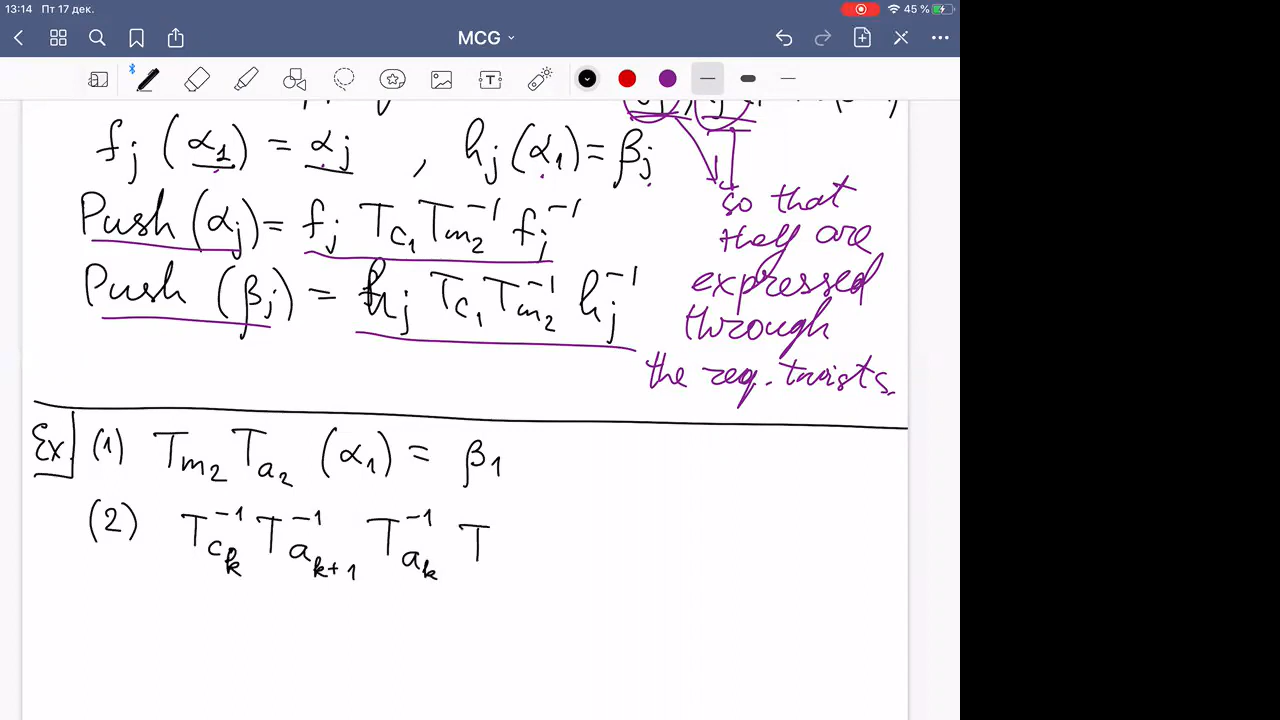 13:14 Пт 17 дек.
45 %
MCG
f_j (α_1) = α_j , h_j (α_1) = β_j
Push (α_j) = f_j T_{c_1} T_{m_2}^{-1} f_j^{-1}
Push (β_j) = h_j T_{c_1} T_{m_2}^{-1} h_j^{-1}
so that
they are
expressed
through
the req. twists.
Ex. (1) T_{m_2} T_{a_2} (α_1) = β_1
(2) T_{c_k}^{-1} T_{a_{k+1}}^{-1} T_{a_k}^{-1} T